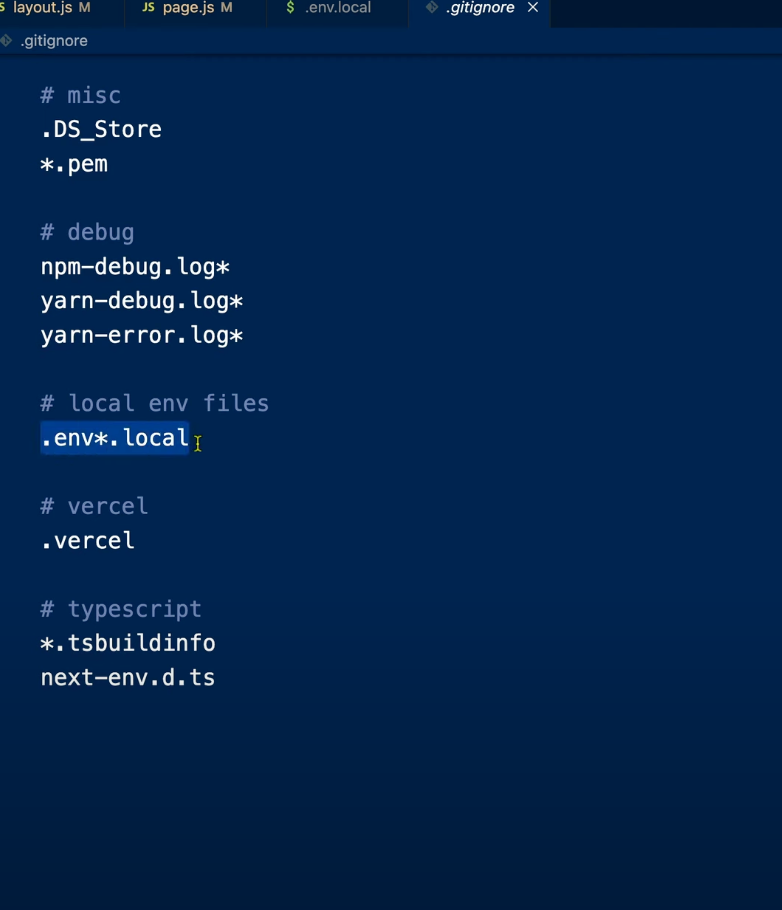 layout.js M
JS page.js M
$ .env.local
.gitignore ×
.gitignore
# misc
.DS_Store
*.pem
# debug
npm-debug.log*
yarn-debug.log*
yarn-error.log*
# local env files
.env*.local
# vercel
.vercel
# typescript
*.tsbuildinfo
next-env.d.ts